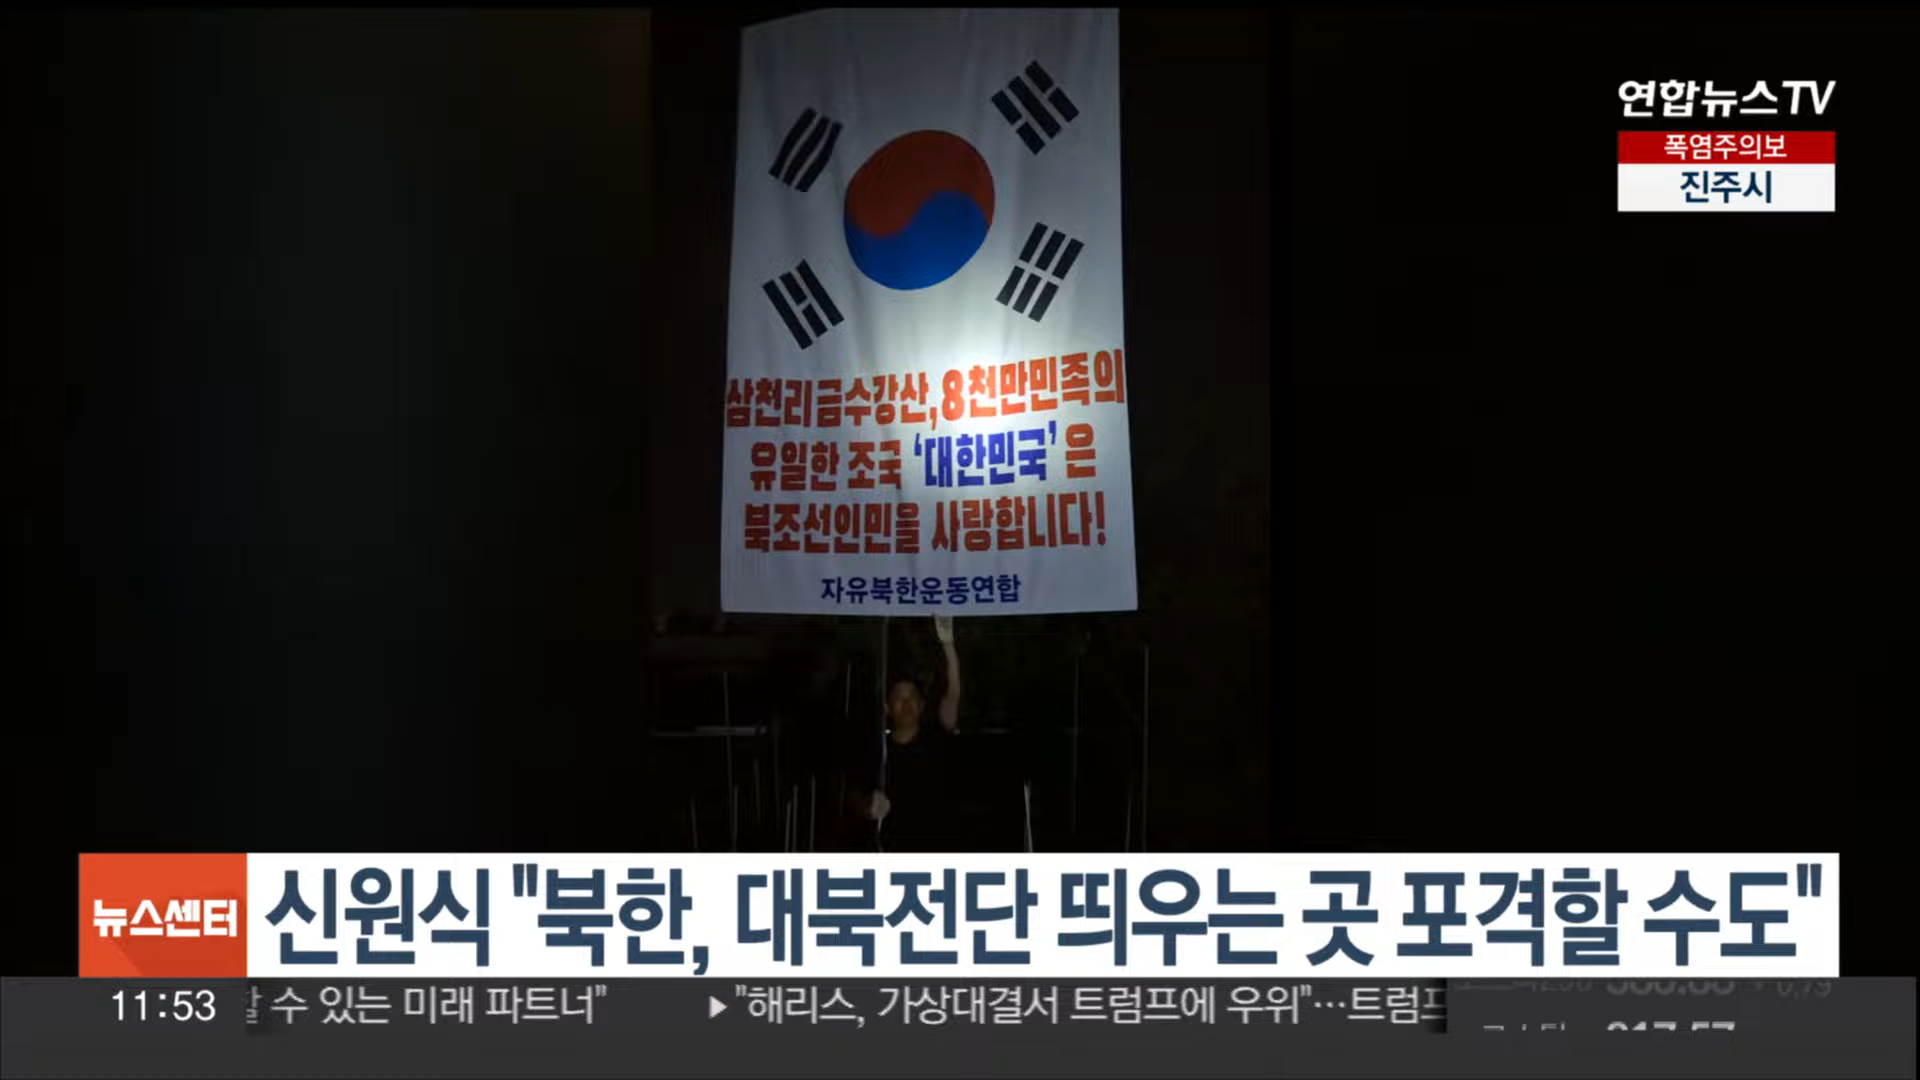 연합뉴스TV
폭염주의보
진주시
삼천리금수강산,8천만민족의
유일한 조국 '대한민국'은
북조선인민을 사랑합니다!
자유북한운동연합
뉴스센터
신원식 "북한, 대북전단 띄우는 곳 포격할 수도"
11:53
수 있는 미래 파트너" ▶"해리스, 가상대결서 트럼프에 우위"…트럼프